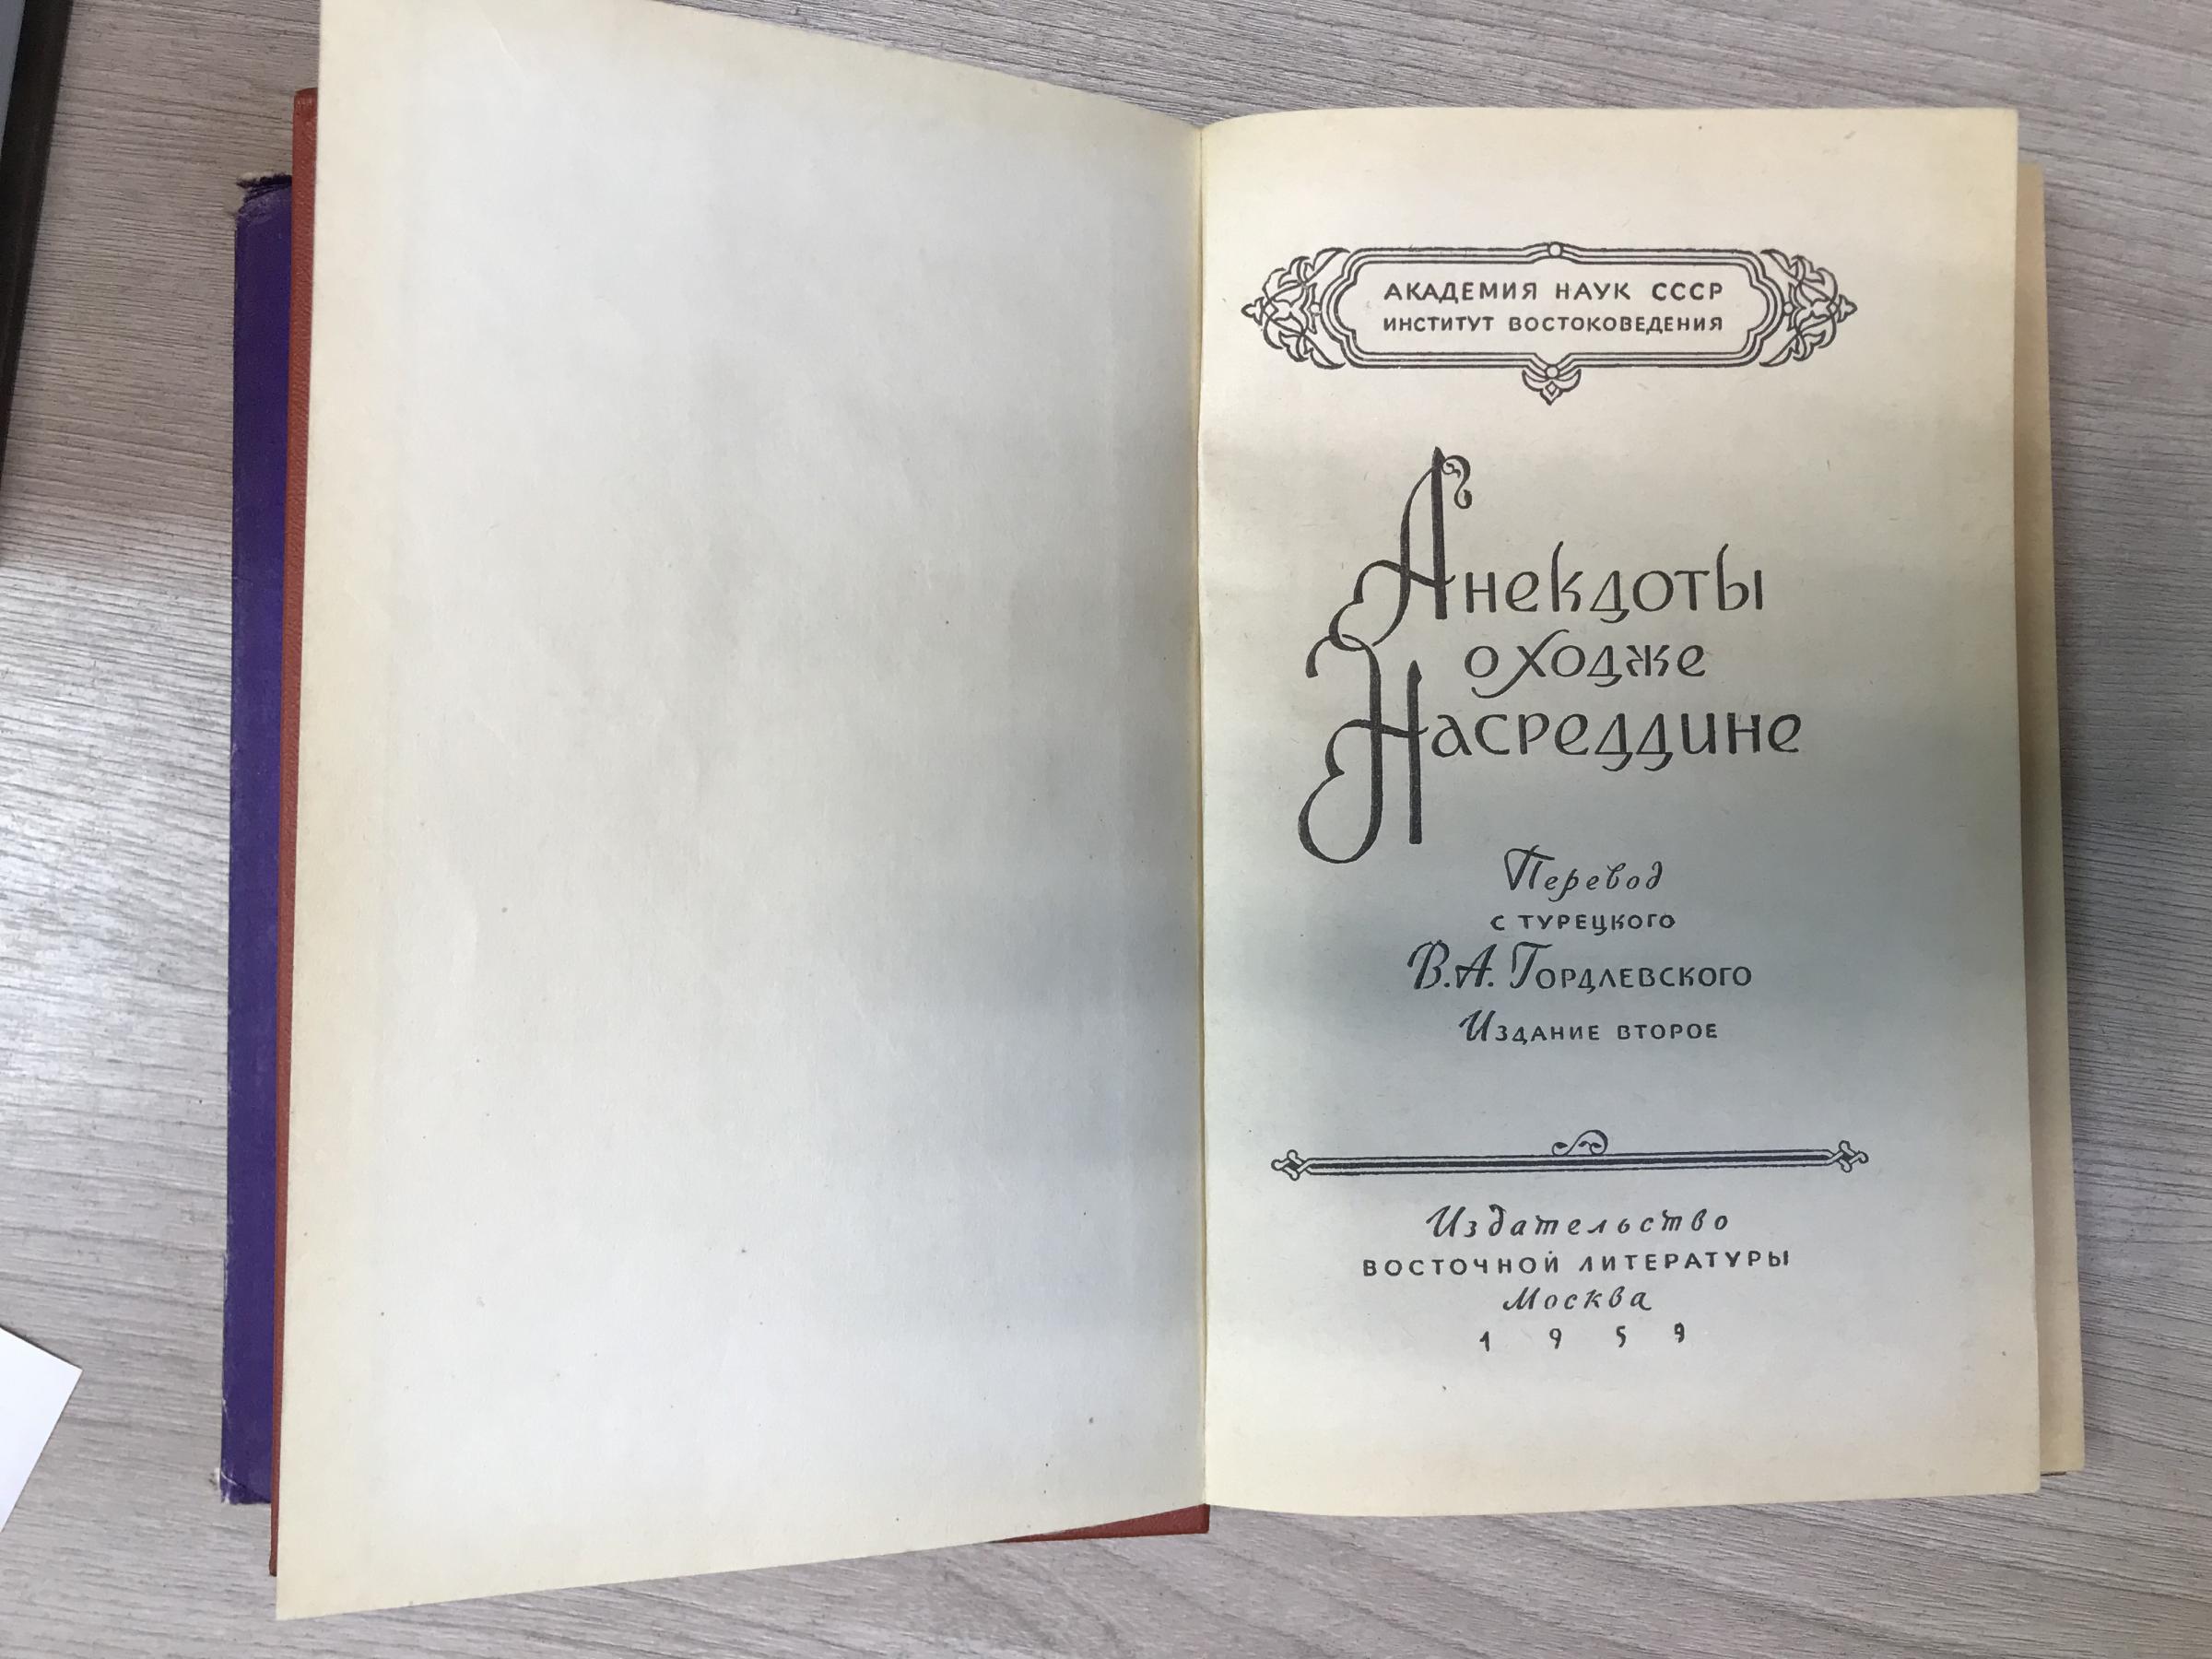 АКАДЕМИЯ НАУК СССР
ИНСТИТУТ ВОСТОКОВЕДЕНИЯ
Анекдоты
о Ходже
Насреддине
Перевод
с турецкого
В.А. Гордлевского
Издание второе
Издательство
ВОСТОЧНОЙ ЛИТЕРАТУРЫ
Москва
1 9 5 9